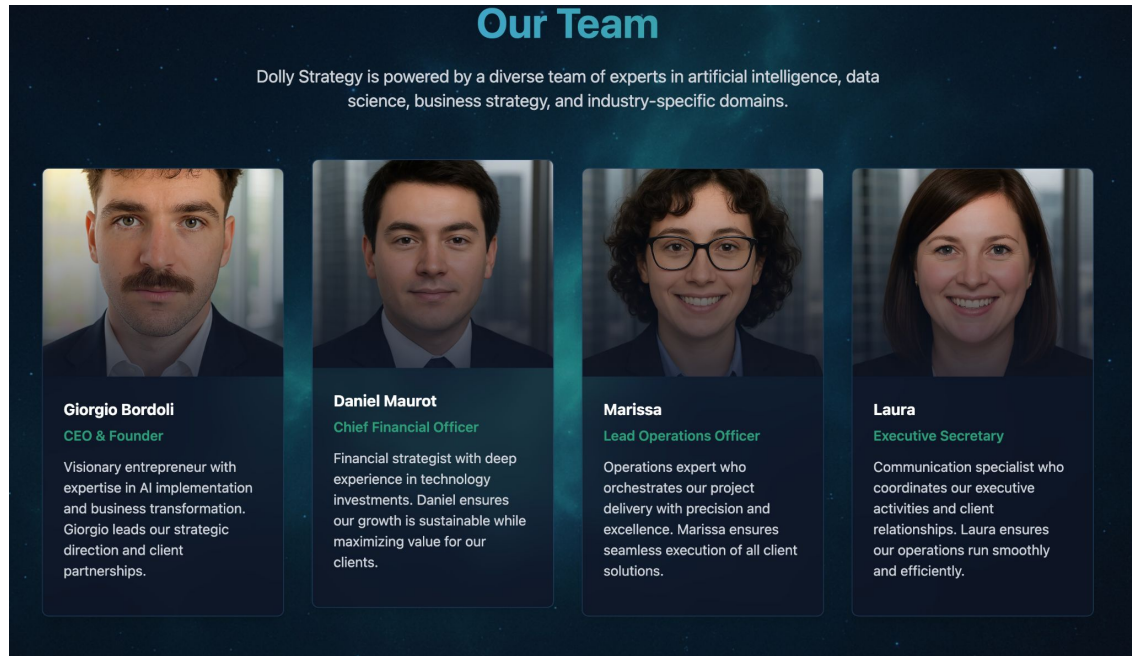 Our Team
Dolly Strategy is powered by a diverse team of experts in artificial intelligence, data
science, business strategy, and industry-specific domains.
Giorgio Bordoli
CEO & Founder
Visionary entrepreneur with
expertise in AI implementation
and business transformation.
Giorgio leads our strategic
direction and client
partnerships.
Daniel Maurot
Chief Financial Officer
Financial strategist with deep
experience in technology
investments. Daniel ensures
our growth is sustainable while
maximizing value for our
clients.
Marissa
Lead Operations Officer
Operations expert who
orchestrates our project
delivery with precision and
excellence. Marissa ensures
seamless execution of all client
solutions.
Laura
Executive Secretary
Communication specialist who
coordinates our executive
activities and client
relationships. Laura ensures
our operations run smoothly
and efficiently.